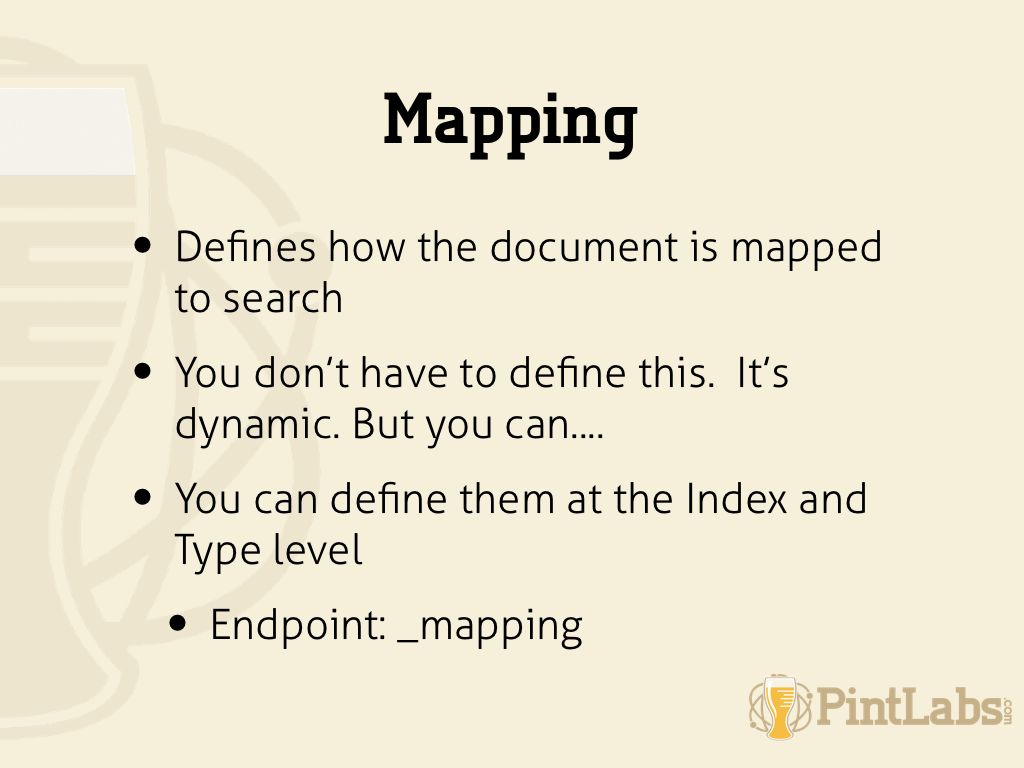 Mapping
• Defines how the document is mapped
to search
• You don't have to define this.  It's
dynamic. But you can....
• You can define them at the Index and
Type level
• Endpoint: _mapping
PintLabs.com